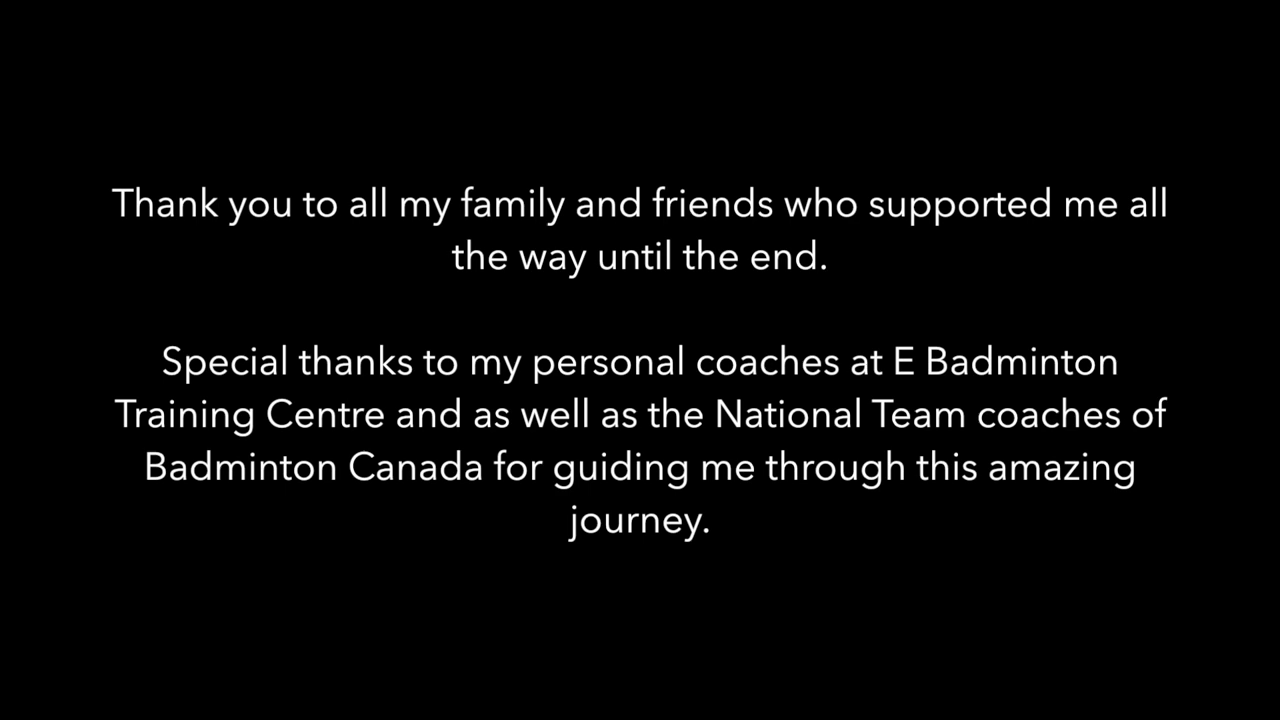 Thank you to all my family and friends who supported me all
the way until the end.
Special thanks to my personal coaches at E Badminton
Training Centre and as well as the National Team coaches of
Badminton Canada for guiding me through this amazing
journey.